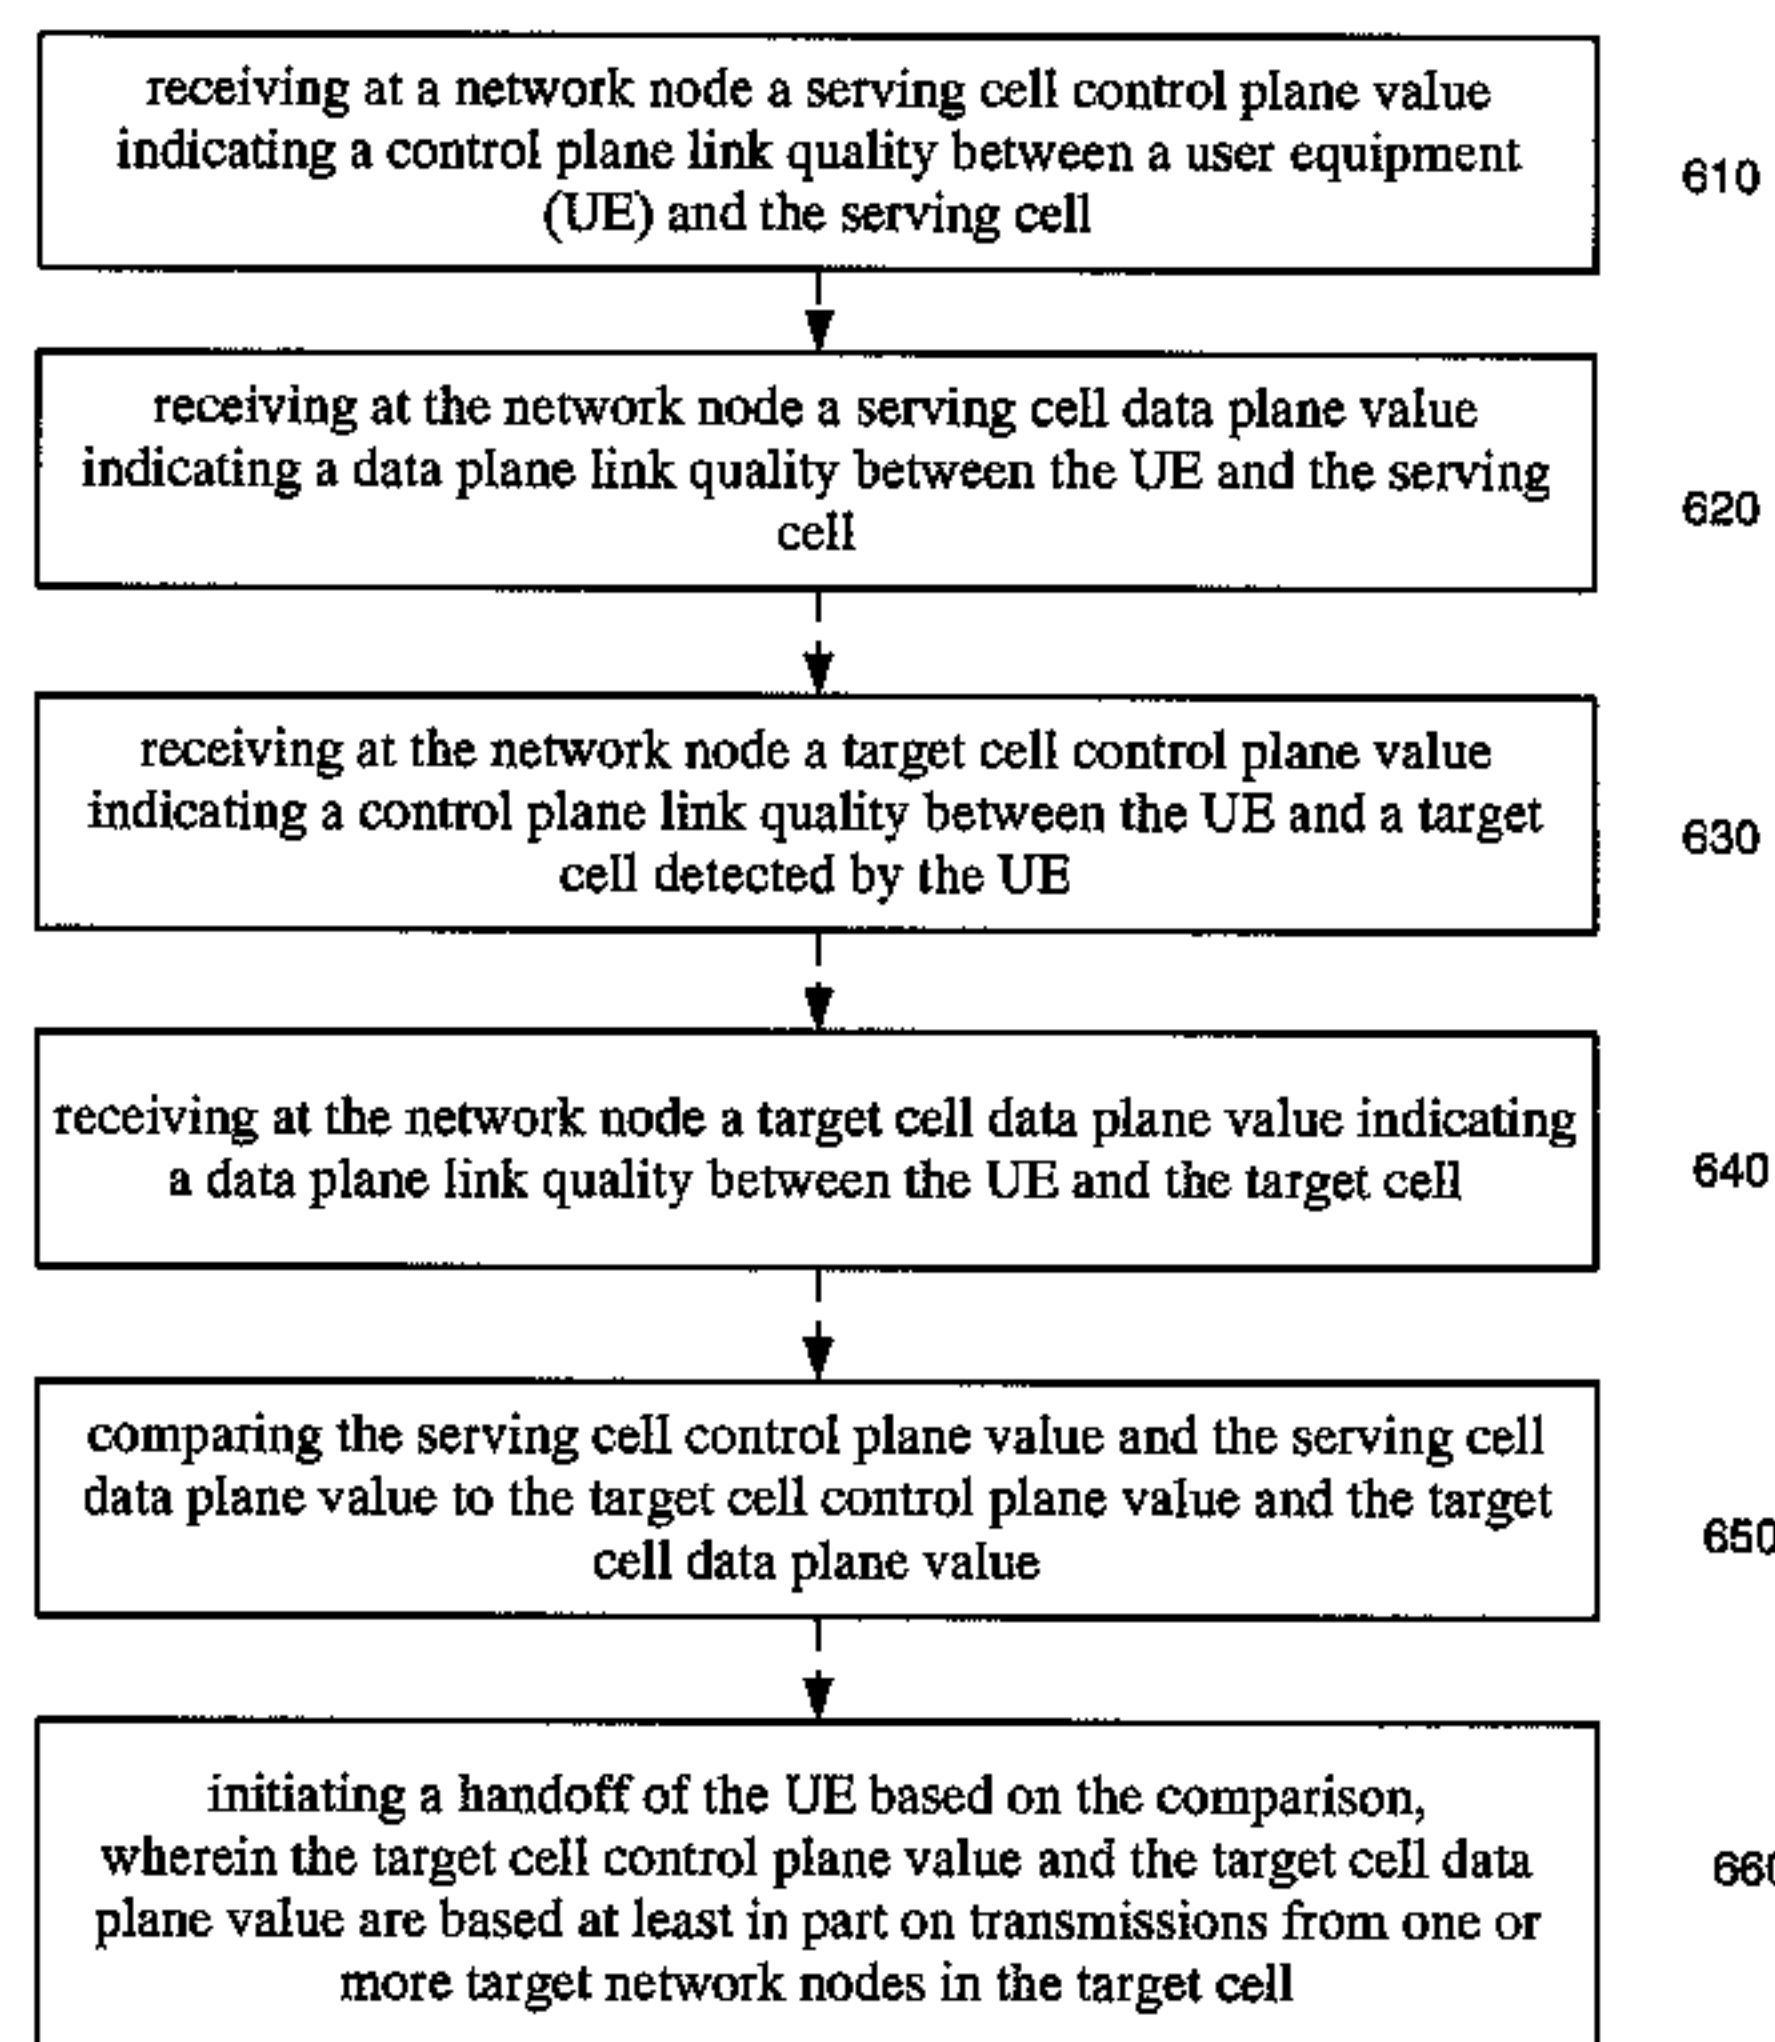 receiving at a network node a serving cell control plane value
indicating a control plane link quality between a user equipment
(UE) and the serving cell
610
receiving at the network node a serving cell data plane value
indicating a data plane link quality between the UE and the serving
cell
620
receiving at the network node a target cell control plane value
indicating a control plane link quality between the UE and a target
cell detected by the UE
630
receiving at the network node a target cell data plane value indicating
a data plane link quality between the UE and the target cell
640
comparing the serving cell control plane value and the serving cell
data plane value to the target cell control plane value and the target
cell data plane value
650
initiating a handoff of the UE based on the comparison,
wherein the target cell control plane value and the target cell data
plane value are based at least in part on transmissions from one or
more target network nodes in the target cell
660